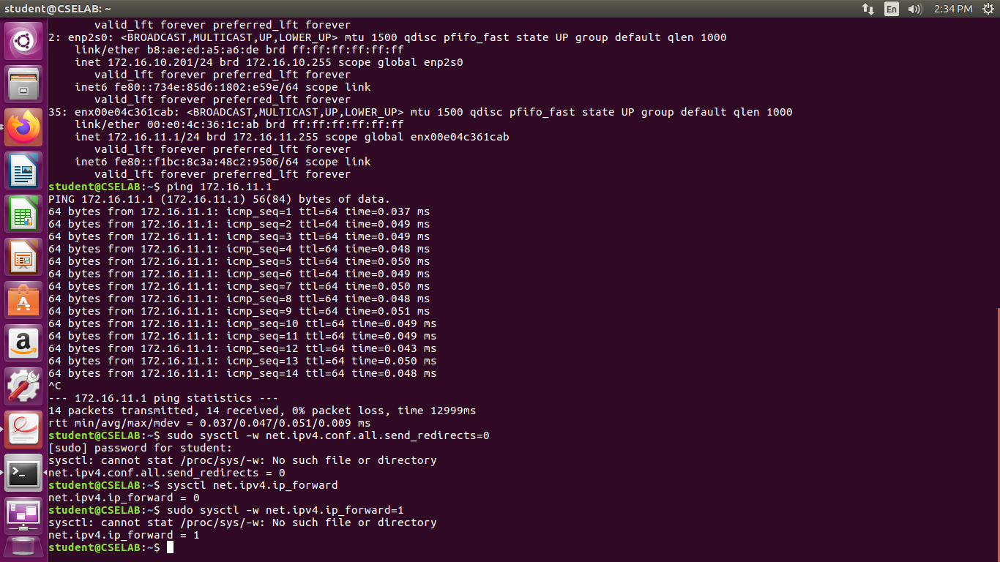 student@CSELAB: ~
En
2:34 PM
valid_lft forever preferred_lft forever
2: enp2s0: <BROADCAST,MULTICAST,UP,LOWER_UP> mtu 1500 qdisc pfifo_fast state UP group default qlen 1000
link/ether b8:ae:ed:a5:a6:de brd ff:ff:ff:ff:ff:ff
inet 172.16.10.201/24 brd 172.16.10.255 scope global enp2s0
valid_lft forever preferred_lft forever
inet6 fe80::734e:85d6:1802:e59e/64 scope link
valid_lft forever preferred_lft forever
35: enx00e04c361cab: <BROADCAST,MULTICAST,UP,LOWER_UP> mtu 1500 qdisc pfifo_fast state UP group default qlen 1000
link/ether 00:e0:4c:36:1c:ab brd ff:ff:ff:ff:ff:ff
inet 172.16.11.1/24 brd 172.16.11.255 scope global enx00e04c361cab
valid_lft forever preferred_lft forever
inet6 fe80::f1bc:8c3a:48c2:9506/64 scope link
valid_lft forever preferred_lft forever
student@CSELAB:~$ ping 172.16.11.1
PING 172.16.11.1 (172.16.11.1) 56(84) bytes of data.
64 bytes from 172.16.11.1: icmp_seq=1 ttl=64 time=0.037 ms
64 bytes from 172.16.11.1: icmp_seq=2 ttl=64 time=0.049 ms
64 bytes from 172.16.11.1: icmp_seq=3 ttl=64 time=0.049 ms
64 bytes from 172.16.11.1: icmp_seq=4 ttl=64 time=0.048 ms
64 bytes from 172.16.11.1: icmp_seq=5 ttl=64 time=0.050 ms
64 bytes from 172.16.11.1: icmp_seq=6 ttl=64 time=0.049 ms
64 bytes from 172.16.11.1: icmp_seq=7 ttl=64 time=0.050 ms
64 bytes from 172.16.11.1: icmp_seq=8 ttl=64 time=0.048 ms
64 bytes from 172.16.11.1: icmp_seq=9 ttl=64 time=0.051 ms
64 bytes from 172.16.11.1: icmp_seq=10 ttl=64 time=0.049 ms
64 bytes from 172.16.11.1: icmp_seq=11 ttl=64 time=0.049 ms
64 bytes from 172.16.11.1: icmp_seq=12 ttl=64 time=0.043 ms
64 bytes from 172.16.11.1: icmp_seq=13 ttl=64 time=0.050 ms
64 bytes from 172.16.11.1: icmp_seq=14 ttl=64 time=0.048 ms
^C
--- 172.16.11.1 ping statistics ---
14 packets transmitted, 14 received, 0% packet loss, time 12999ms
rtt min/avg/max/mdev = 0.037/0.047/0.051/0.009 ms
student@CSELAB:~$ sudo sysctl –w net.ipv4.conf.all.send_redirects=0
[sudo] password for student:
sysctl: cannot stat /proc/sys/–w: No such file or directory
net.ipv4.conf.all.send_redirects = 0
student@CSELAB:~$ sysctl net.ipv4.ip_forward
net.ipv4.ip_forward = 0
student@CSELAB:~$ sudo sysctl –w net.ipv4.ip_forward=1
sysctl: cannot stat /proc/sys/–w: No such file or directory
net.ipv4.ip_forward = 1
student@CSELAB:~$